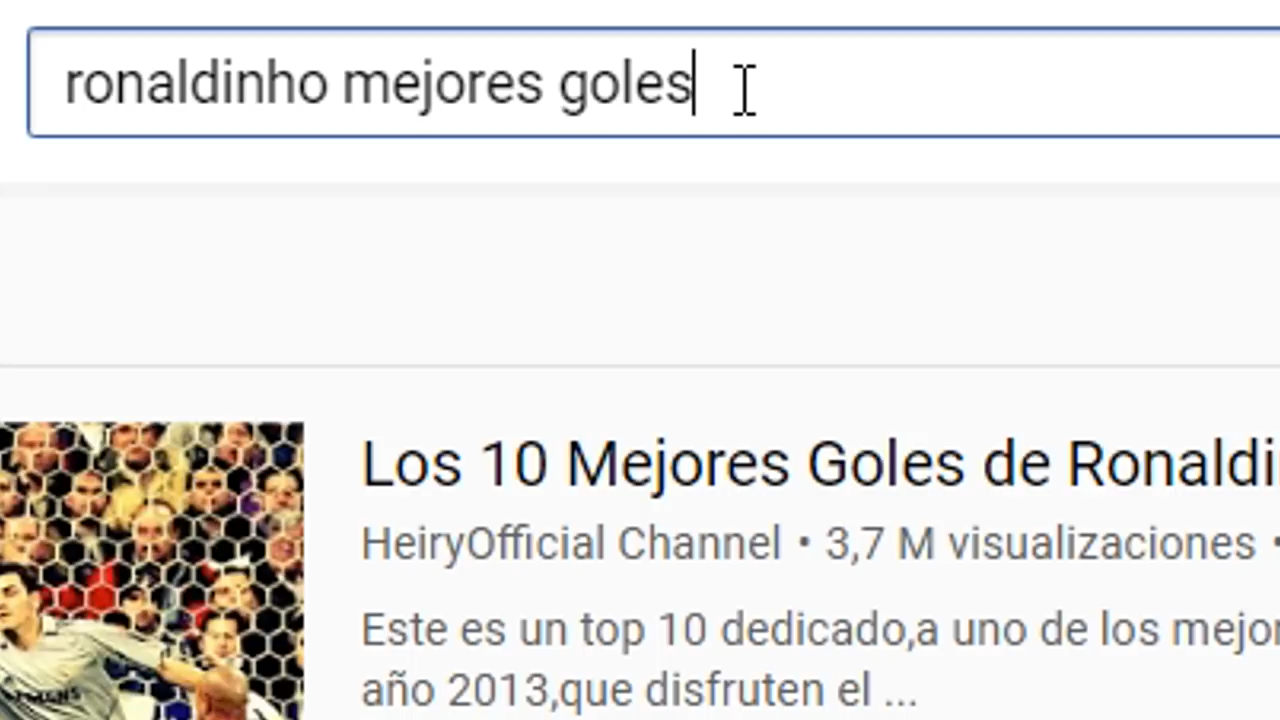 ronaldinho mejores goles
Los 10 Mejores Goles de Ronaldi
HeiryOfficial Channel • 3,7 M visualizaciones •
Este es un top 10 dedicado,a uno de los mejor
año 2013,que disfruten el ...